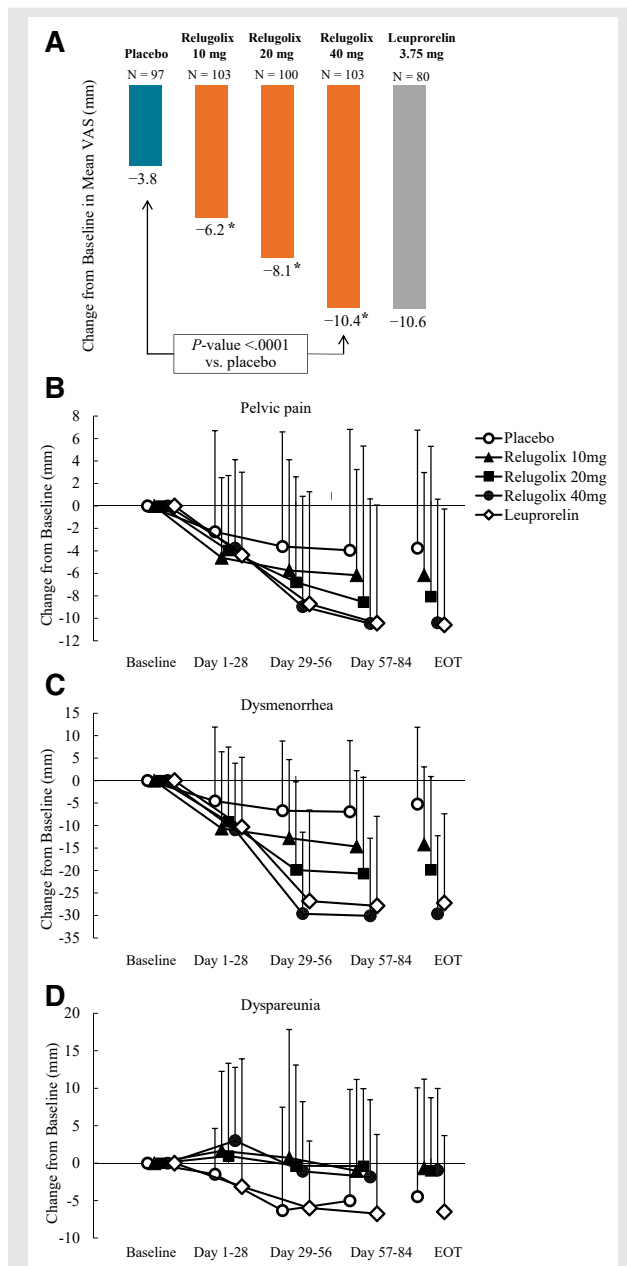 A
Placebo
N = 97
Relugolix
10 mg
N = 103
Relugolix
20 mg
N = 100
Relugolix
40 mg
N = 103
Leuprorelin
3.75 mg
N = 80
Change from Baseline in Mean VAS (mm)
−3.8
−6.2*
−8.1*
−10.4*
−10.6
P-value <.0001
vs. placebo
B
Pelvic pain
Change from Baseline (mm)
8
6
4
2
0
-2
-4
-6
-8
-10
-12
Baseline Day 1-28 Day 29-56 Day 57-84 EOT
Placebo
Relugolix 10mg
Relugolix 20mg
Relugolix 40mg
Leuprorelin
C
Dysmenorrhea
Change from Baseline (mm)
15
10
5
0
-5
-10
-15
-20
-25
-30
-35
Baseline Day 1-28 Day 29-56 Day 57-84 EOT
D
Dyspareunia
Change from Baseline (mm)
20
15
10
5
0
-5
-10
Baseline Day 1-28 Day 29-56 Day 57-84 EOT